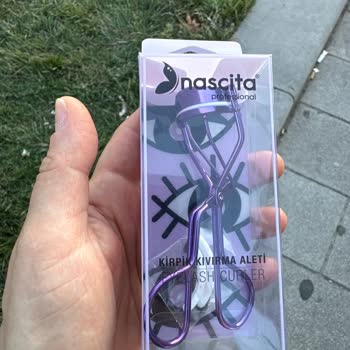 nascita®
professional
KİRPİK KIVIRMA ALETİ
EYELASH CURLER